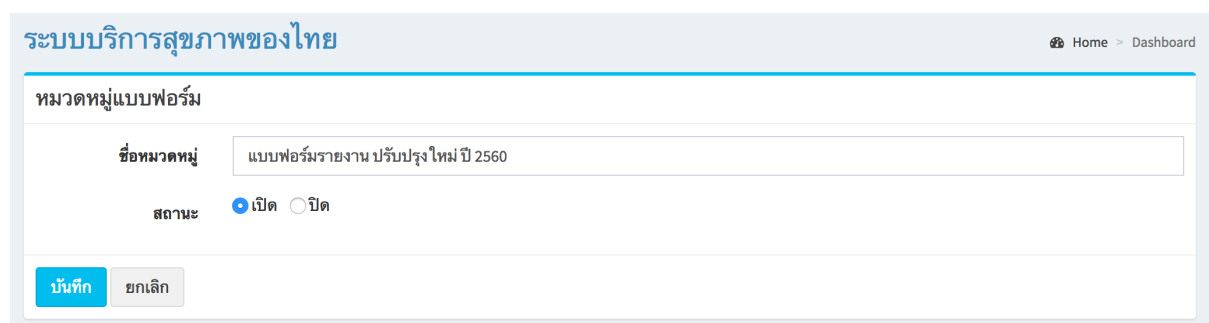 ระบบบริการสุขภาพของไทย
Home > Dashboard
หมวดหมู่แบบฟอร์ม
ชื่อหมวดหมู่ แบบฟอร์มรายงาน ปรับปรุงใหม่ ปี 2560
สถานะ เปิด ปิด
บันทึก ยกเลิก